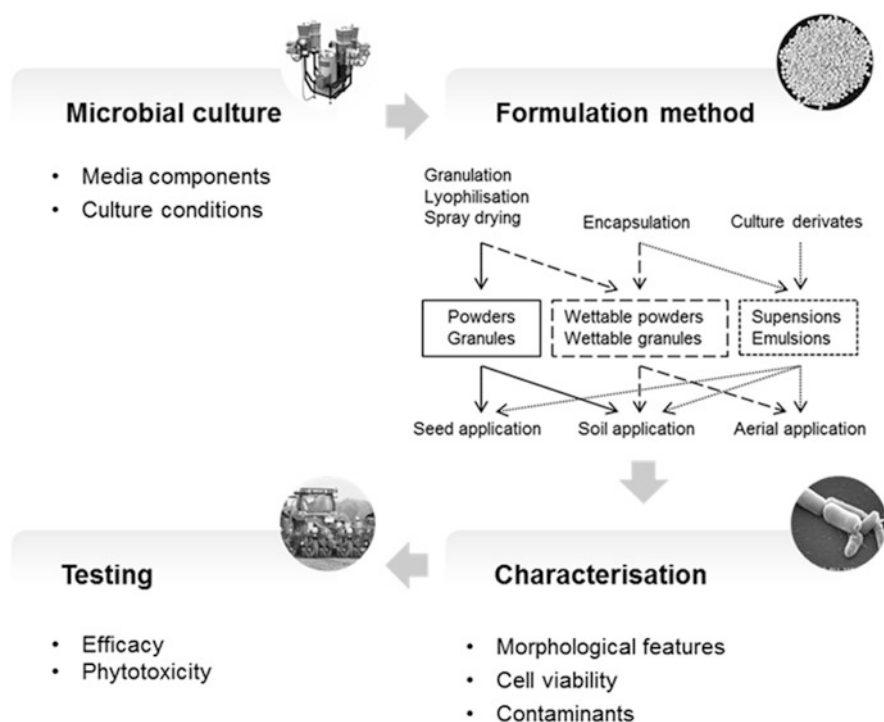 Microbial culture
• Media components
• Culture conditions
Formulation method
Granulation
Lyophilisation
Spray drying
Encapsulation
Culture derivates
Powders
Granules
Wettable powders
Wettable granules
Supensions
Emulsions
Seed application
Soil application
Aerial application
Testing
• Efficacy
• Phytotoxicity
Characterisation
• Morphological features
• Cell viability
• Contaminants